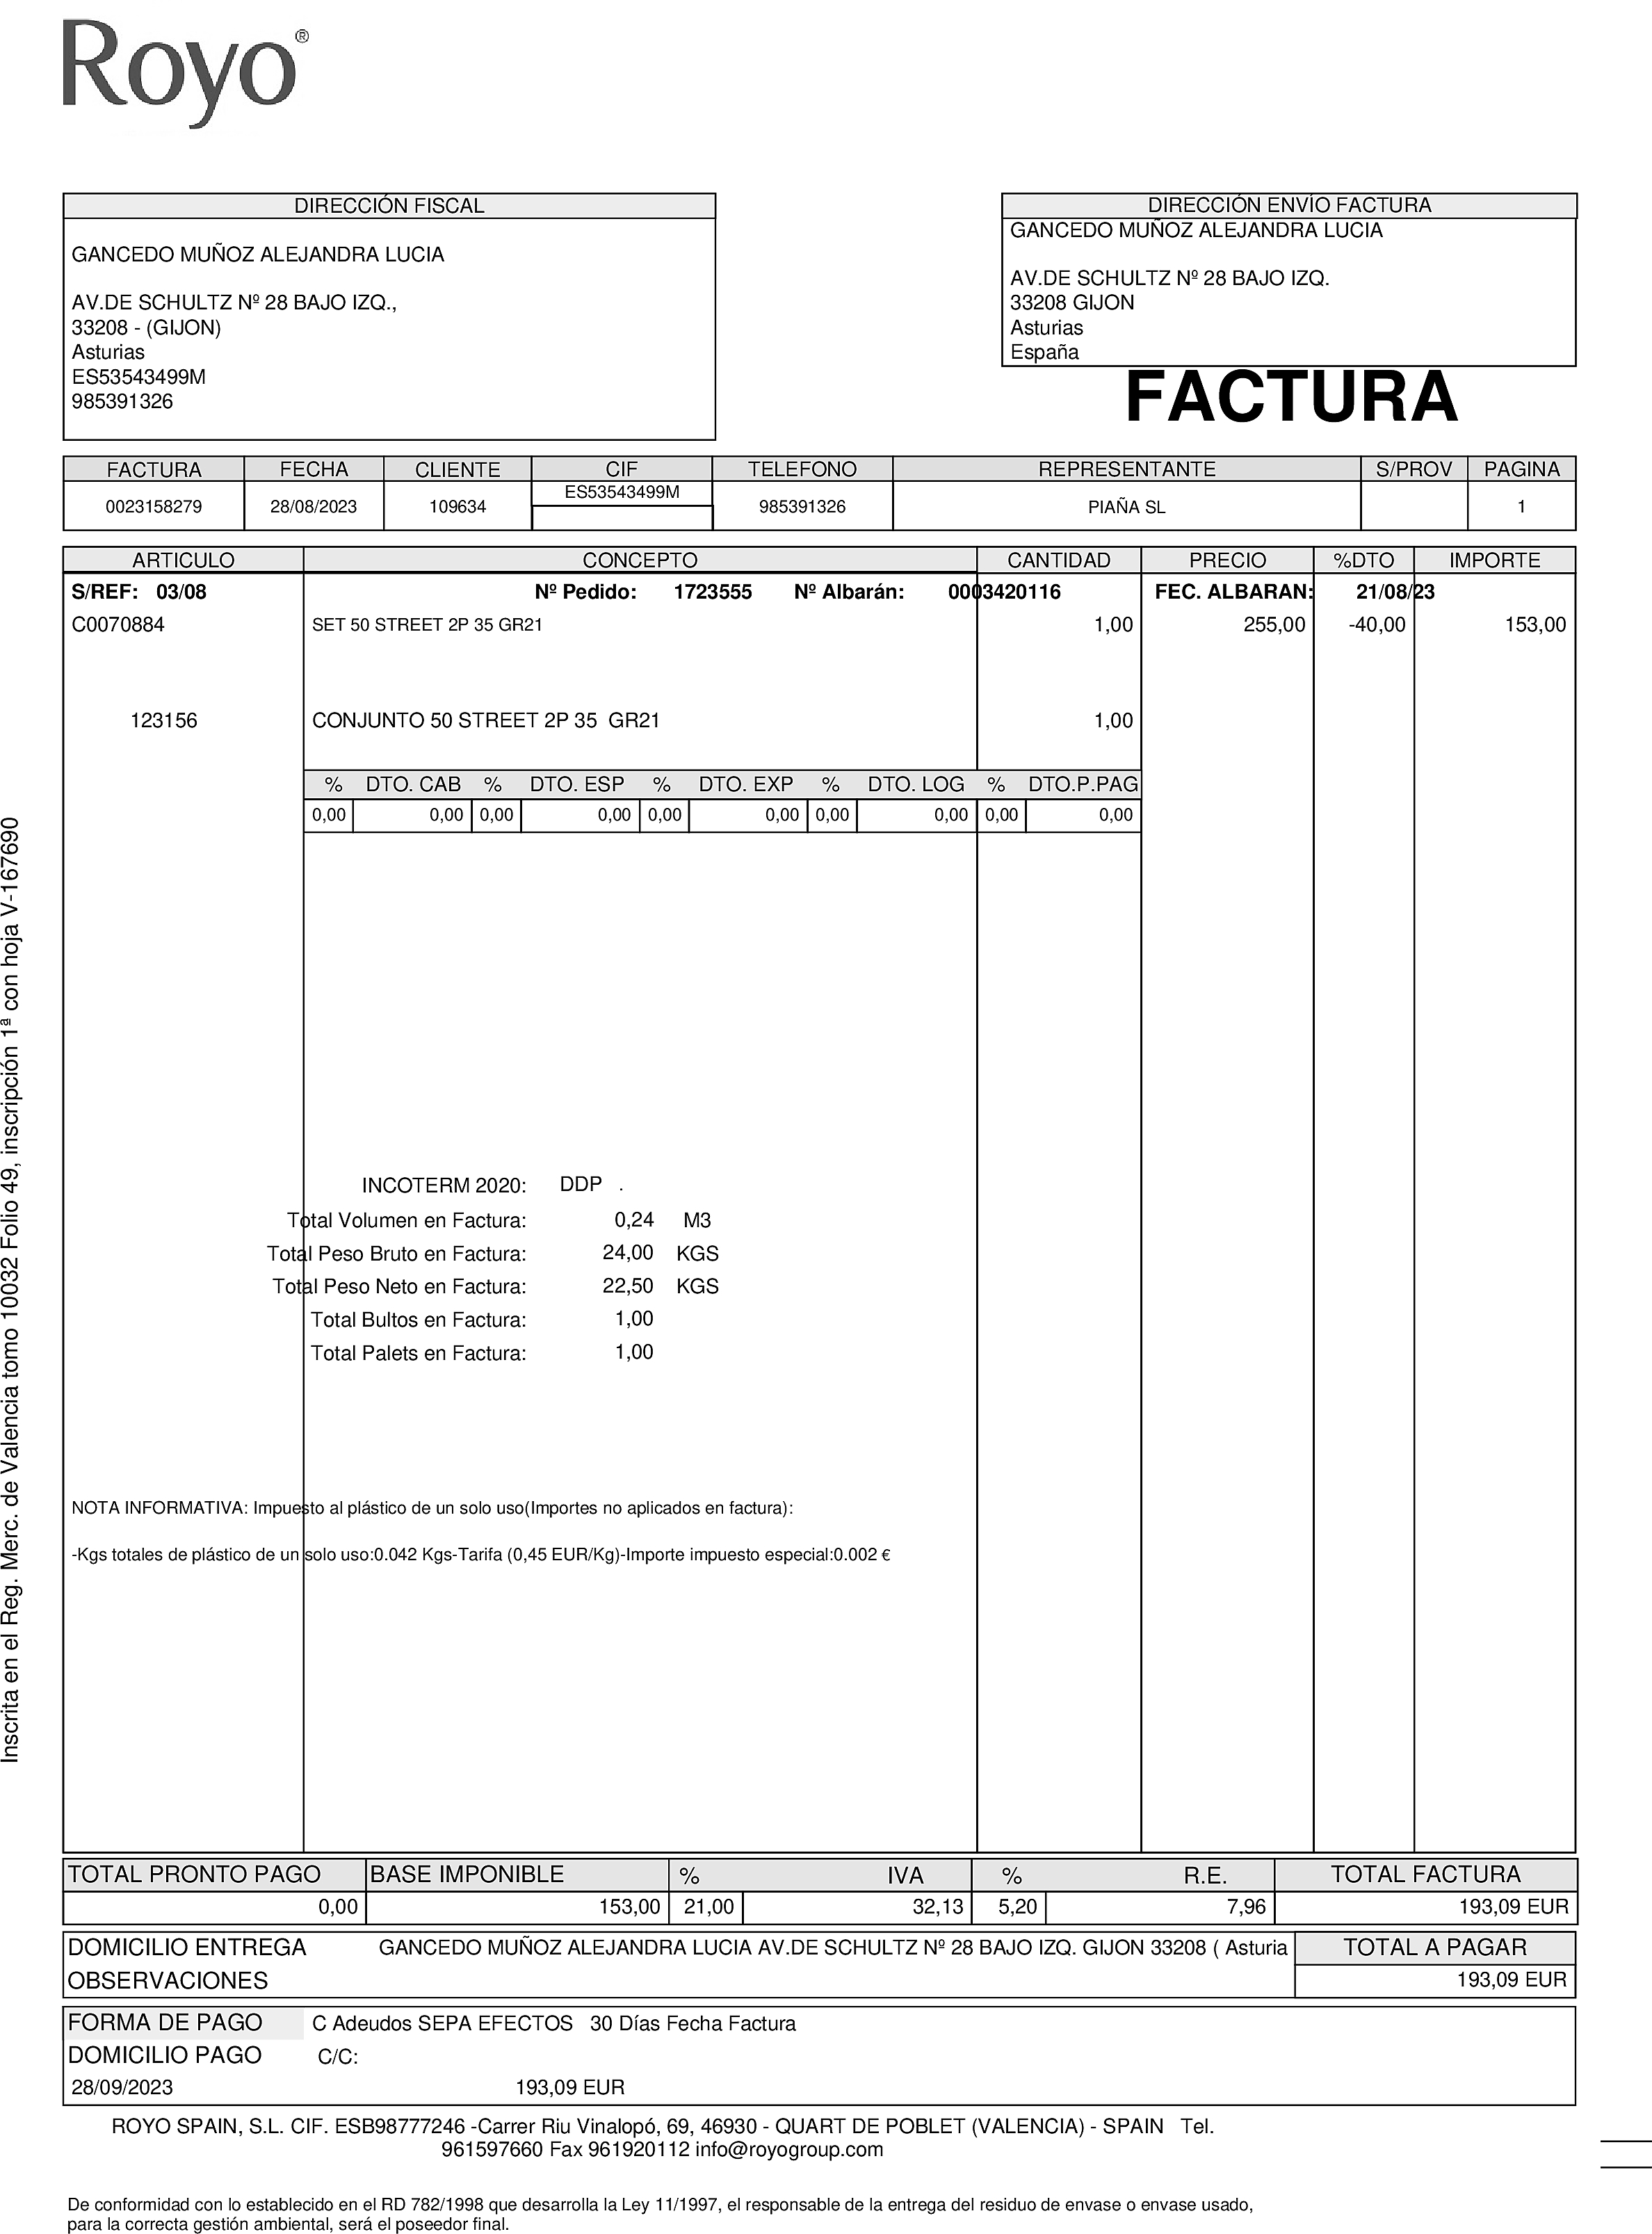 Royo®
DIRECCIÓN FISCAL
GANCEDO MUÑOZ ALEJANDRA LUCIA
AV.DE SCHULTZ Nº 28 BAJO IZQ.,
33208 - (GIJON)
Asturias
ES53543499M
985391326
DIRECCIÓN ENVÍO FACTURA
GANCEDO MUÑOZ ALEJANDRA LUCIA
AV.DE SCHULTZ Nº 28 BAJO IZQ.
33208 GIJON
Asturias
España
FACTURA
FACTURA FECHA CLIENTE CIF TELEFONO REPRESENTANTE S/PROV PAGINA
0023158279 28/08/2023 109634 ES53543499M 985391326 PIAÑA SL 1
ARTICULO CONCEPTO CANTIDAD PRECIO %DTO IMPORTE
S/REF: 03/08 Nº Pedido: 1723555 Nº Albarán: 0003420116 FEC. ALBARAN: 21/08/23
C0070884 SET 50 STREET 2P 35 GR21 1,00 255,00 -40,00 153,00
123156 CONJUNTO 50 STREET 2P 35 GR21 1,00
% DTO. CAB % DTO. ESP % DTO. EXP % DTO. LOG % DTO.P.PAG
0,00 0,00 0,00 0,00 0,00 0,00 0,00 0,00 0,00 0,00
INCOTERM 2020: DDP .
Total Volumen en Factura: 0,24 M3
Total Peso Bruto en Factura: 24,00 KGS
Total Peso Neto en Factura: 22,50 KGS
Total Bultos en Factura: 1,00
Total Palets en Factura: 1,00
NOTA INFORMATIVA: Impuesto al plástico de un solo uso(Importes no aplicados en factura):
-Kgs totales de plástico de un solo uso:0.042 Kgs-Tarifa (0,45 EUR/Kg)-Importe impuesto especial:0.002 €
Inscrita en el Reg. Merc. de Valencia tomo 10032 Folio 49, inscripción 1ª con hoja V-167690
TOTAL PRONTO PAGO BASE IMPONIBLE % IVA % R.E. TOTAL FACTURA
0,00 153,00 21,00 32,13 5,20 7,96 193,09 EUR
DOMICILIO ENTREGA GANCEDO MUÑOZ ALEJANDRA LUCIA AV.DE SCHULTZ Nº 28 BAJO IZQ. GIJON 33208 ( Asturia TOTAL A PAGAR
OBSERVACIONES 193,09 EUR
FORMA DE PAGO C Adeudos SEPA EFECTOS 30 Días Fecha Factura
DOMICILIO PAGO C/C:
28/09/2023 193,09 EUR
ROYO SPAIN, S.L. CIF. ESB98777246 -Carrer Riu Vinalopó, 69, 46930 - QUART DE POBLET (VALENCIA) - SPAIN Tel.
961597660 Fax 961920112 info@royogroup.com
De conformidad con lo establecido en el RD 782/1998 que desarrolla la Ley 11/1997, el responsable de la entrega del residuo de envase o envase usado,
para la correcta gestión ambiental, será el poseedor final.